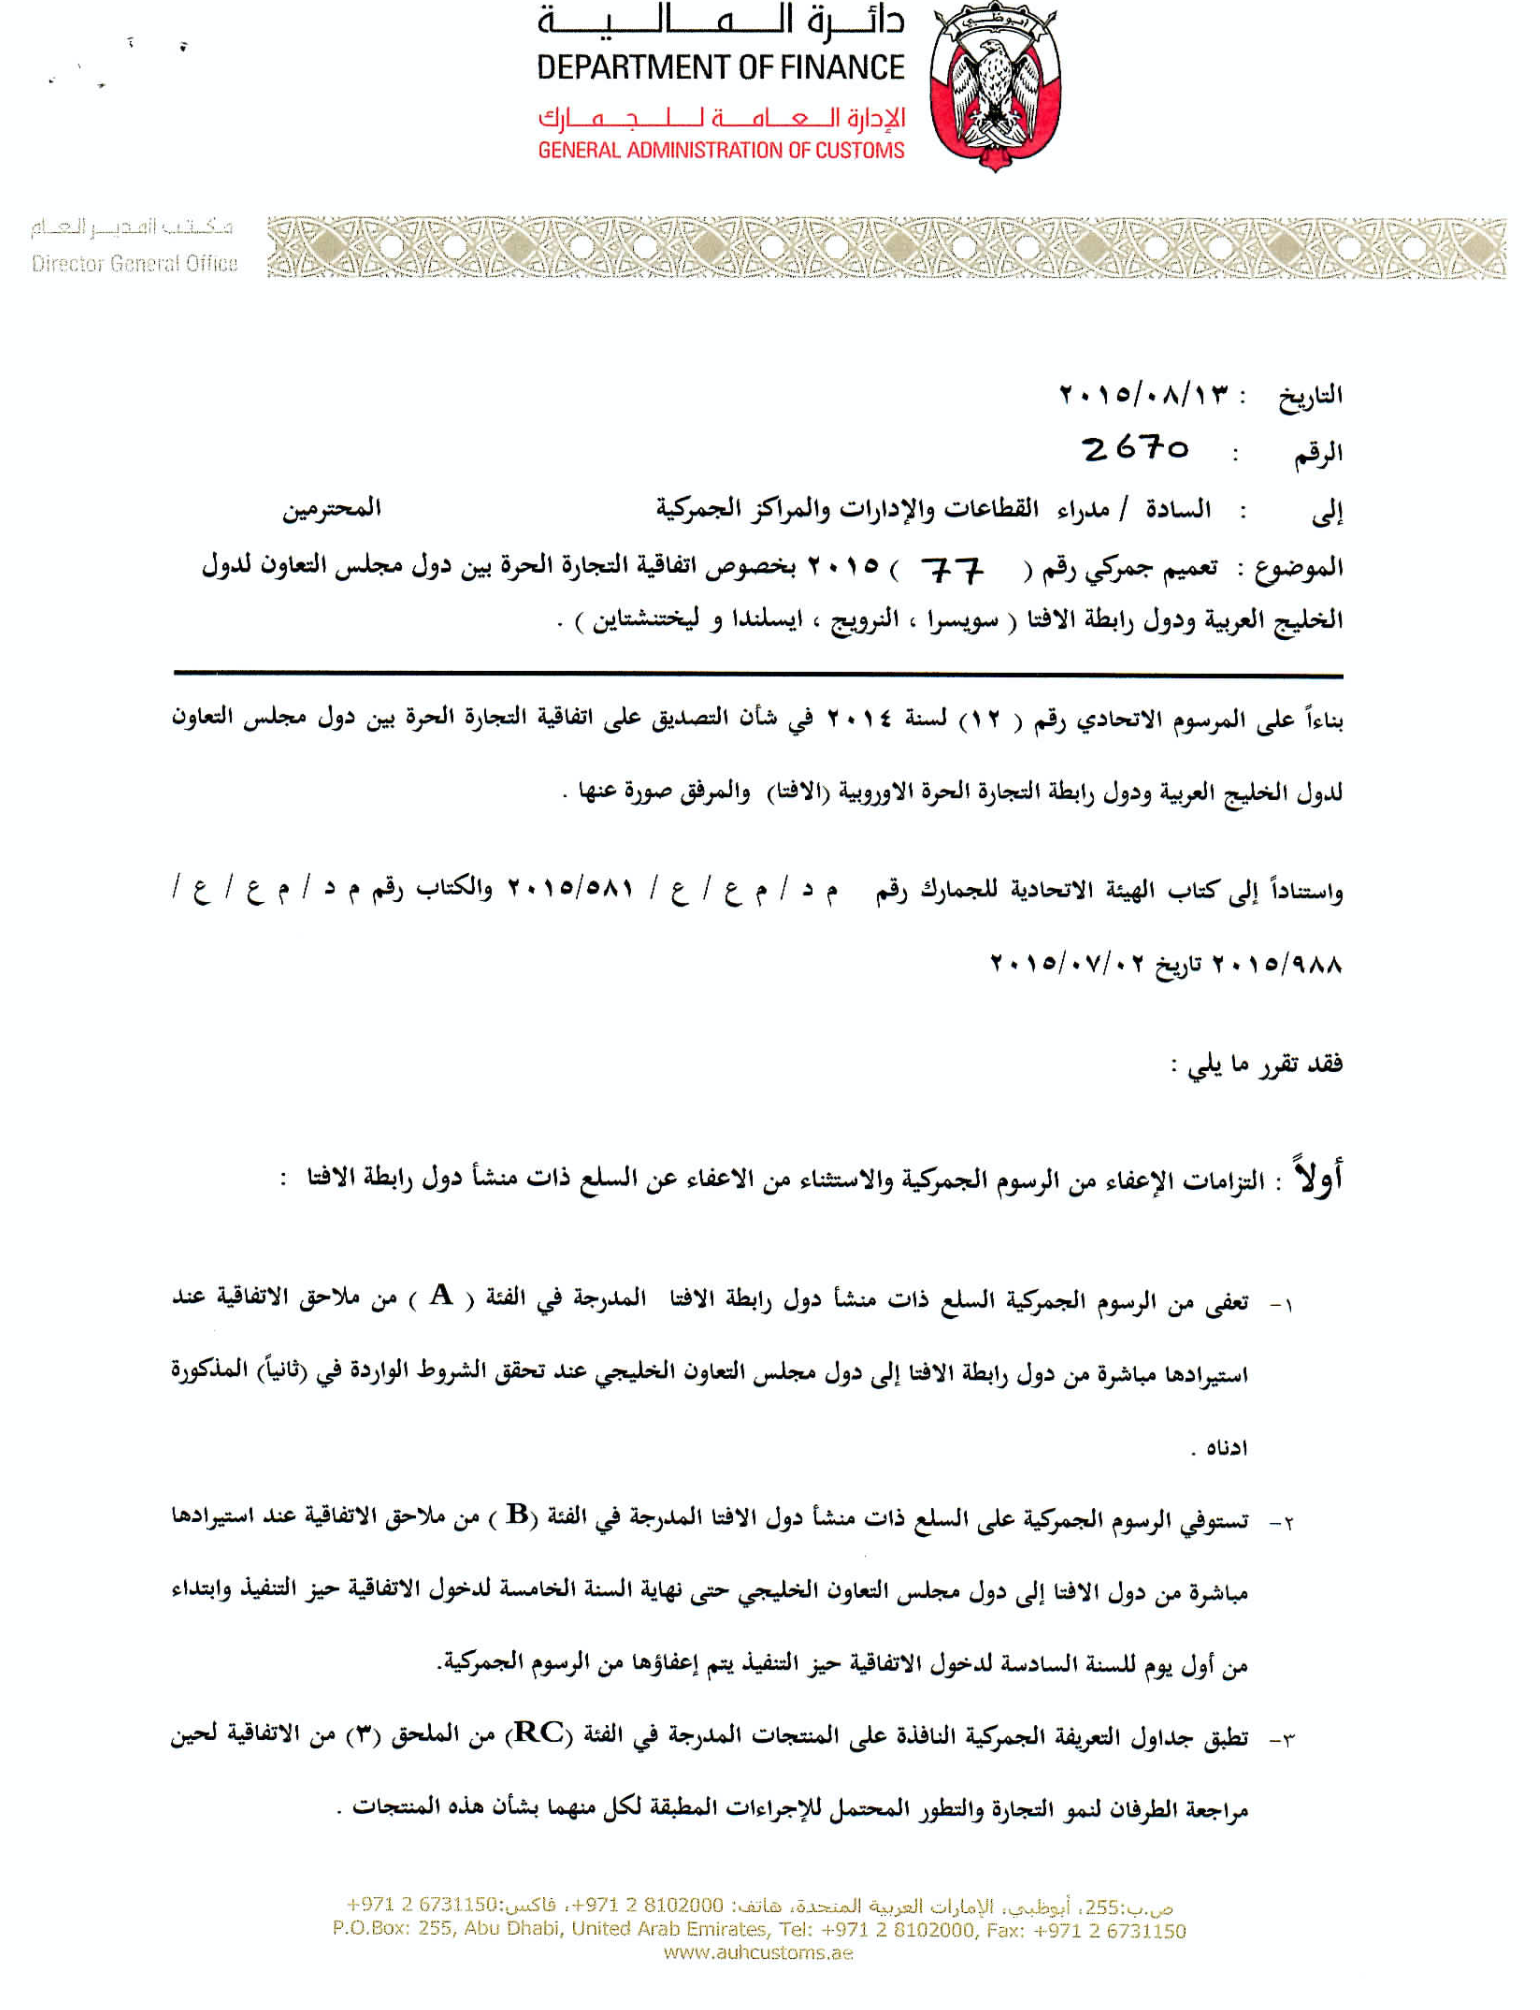 دائرة المالية
DEPARTMENT OF FINANCE
الإدارة العامة للجمارك
GENERAL ADMINISTRATION OF CUSTOMS
أبوظبي
مكتب المدير العام
Director General Office
التاريخ : ٢٠١٥/٠٨/١٣
الرقم : 2670
إلى : السادة / مدراء القطاعات والإدارات والمراكز الجمركية المحترمين
الموضوع : تعميم جمركي رقم ( 77 ) ٢٠١٥ بخصوص اتفاقية التجارة الحرة بين دول مجلس التعاون لدول
الخليج العربية ودول رابطة الافتا ( سويسرا ، النرويج ، ايسلندا و ليختنشتاين ) .
بناءاً على المرسوم الاتحادي رقم ( ١٢) لسنة ٢٠١٤ في شأن التصديق على اتفاقية التجارة الحرة بين دول مجلس التعاون
لدول الخليج العربية ودول رابطة التجارة الحرة الاوروبية (الافتا) والمرفق صورة عنها .
واستناداً إلى كتاب الهيئة الاتحادية للجمارك رقم م د / م ع / ع / ٢٠١٥/٥٨١ والكتاب رقم م د / م ع / ع /
٢٠١٥/٩٨٨ تاريخ ٢٠١٥/٠٧/٠٢
فقد تقرر ما يلي :
أولاً : التزامات الإعفاء من الرسوم الجمركية والاستثناء من الاعفاء عن السلع ذات منشأ دول رابطة الافتا :
١- تعفى من الرسوم الجمركية السلع ذات منشأ دول رابطة الافتا المدرجة في الفئة ( A ) من ملاحق الاتفاقية عند
استيرادها مباشرة من دول رابطة الافتا إلى دول مجلس التعاون الخليجي عند تحقق الشروط الواردة في (ثانياً) المذكورة
ادناه .
٢- تستوفي الرسوم الجمركية على السلع ذات منشأ دول الافتا المدرجة في الفئة (B ) من ملاحق الاتفاقية عند استيرادها
مباشرة من دول الافتا إلى دول مجلس التعاون الخليجي حتى نهاية السنة الخامسة لدخول الاتفاقية حيز التنفيذ وابتداء
من أول يوم للسنة السادسة لدخول الاتفاقية حيز التنفيذ يتم إعفاؤها من الرسوم الجمركية.
٣- تطبق جداول التعريفة الجمركية النافذة على المنتجات المدرجة في الفئة (RC) من الملحق (٣) من الاتفاقية لحين
مراجعة الطرفان لنمو التجارة والتطور المحتمل للإجراءات المطبقة لكل منهما بشأن هذه المنتجات .
ص.ب:255، أبوظبي، الإمارات العربية المتحدة، هاتف: 8102000 2 971+، فاكس:6731150 2 971+
P.O.Box: 255, Abu Dhabi, United Arab Emirates, Tel: +971 2 8102000, Fax: +971 2 6731150
www.auhcustoms.ae